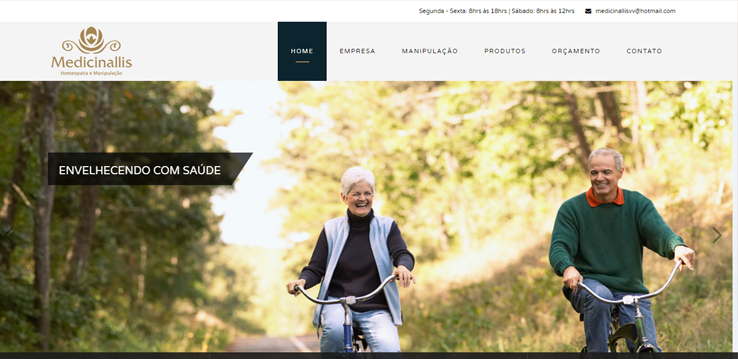 Segunda - Sexta: 8hrs às 18hrs | Sábado: 8hrs às 12hrs medicinallisvv@hotmail.com
Medicinallis
Homeopatia e Manipulação
HOME EMPRESA MANIPULAÇÃO PRODUTOS ORÇAMENTO CONTATO
ENVELHECENDO COM SAÚDE